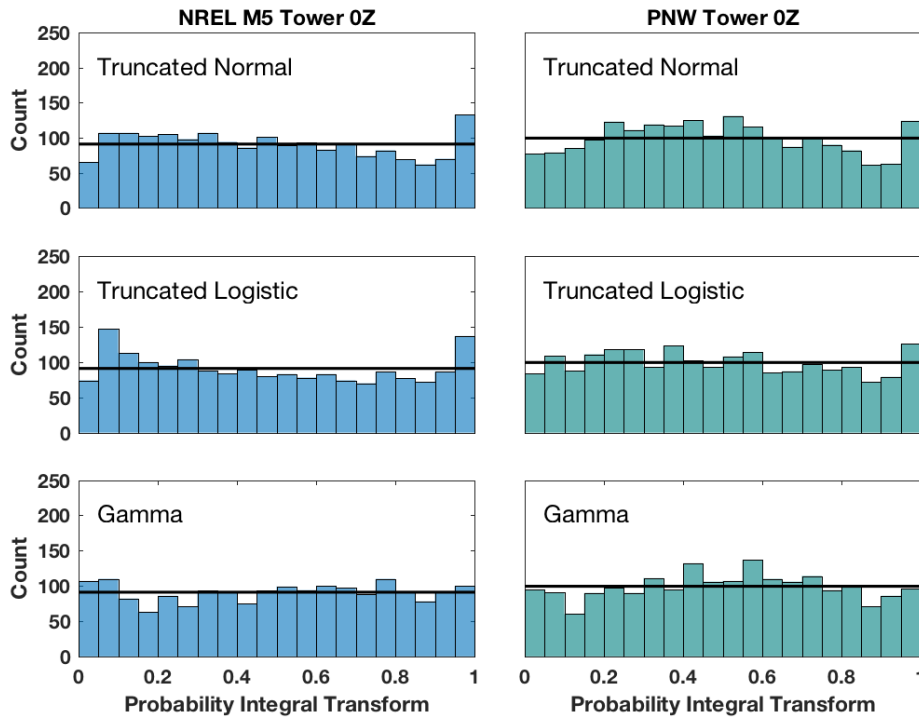 NREL M5 Tower 0Z
PNW Tower 0Z
250
200
150
100
50
0
Count
Truncated Normal
Truncated Normal
250
200
150
100
50
0
Count
Truncated Logistic
Truncated Logistic
250
200
150
100
50
0
Count
Gamma
Gamma
0 0.2 0.4 0.6 0.8 1
0 0.2 0.4 0.6 0.8 1
Probability Integral Transform
Probability Integral Transform